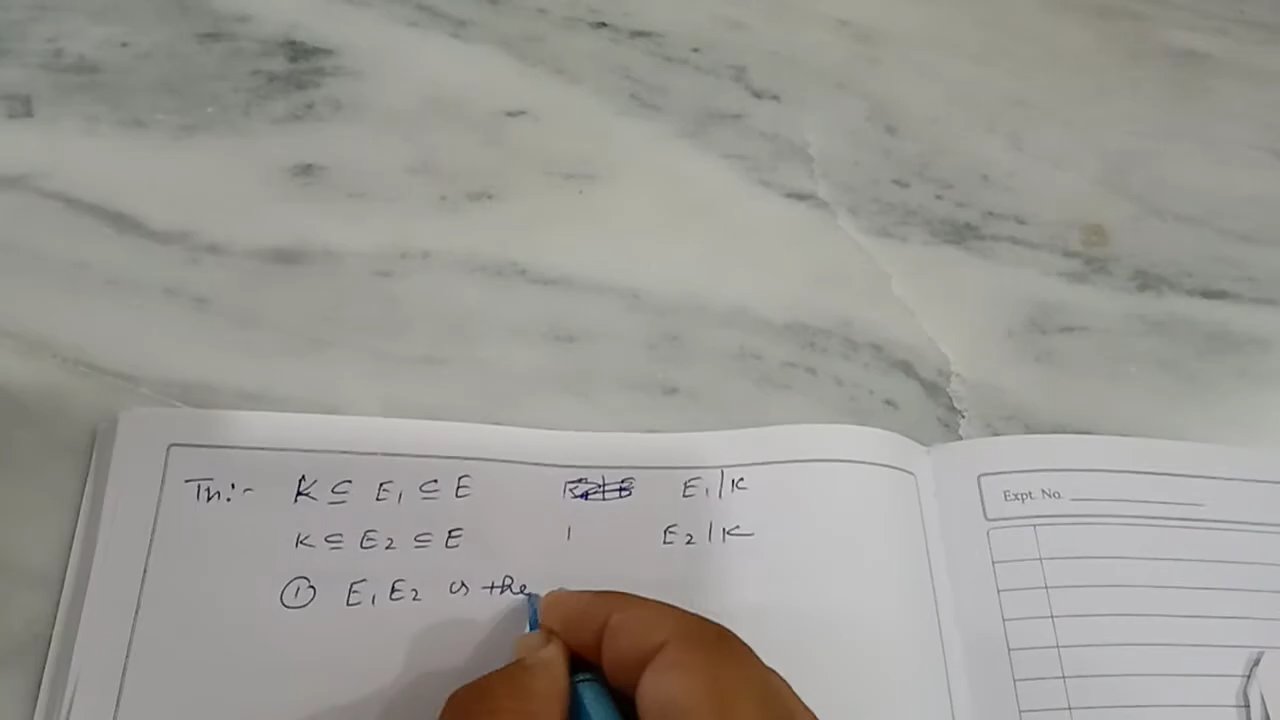 Th:- K ⊆ E₁ ⊆ E E₁/K
K ⊆ E₂ ⊆ E E₂/K
① E₁E₂ is the
Expt. No.